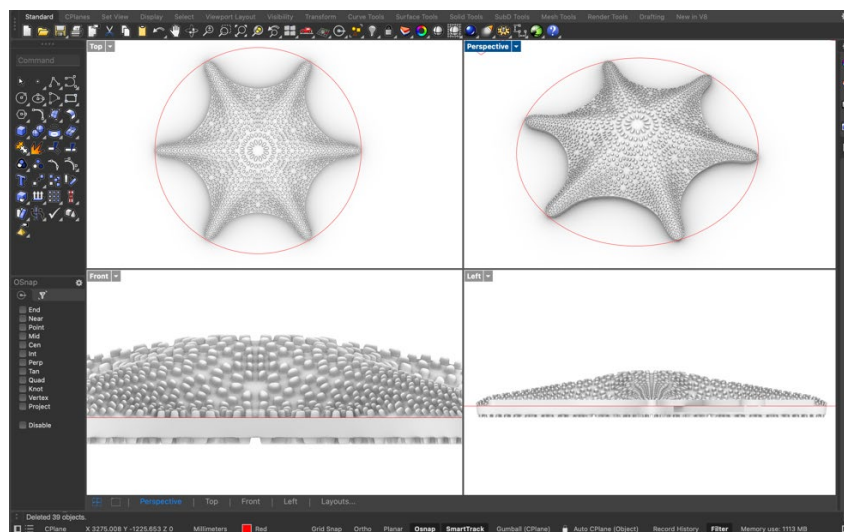 Standard CPlanes Set View Display Select Viewport Layout Visibility Transform Curve Tools Surface Tools Solid Tools SubD Tools Mesh Tools Render Tools Drafting New in V8
Top
Perspective
Command
Front
Left
OSnap
End
Near
Point
Mid
Cen
Int
Perp
Tan
Quad
Knot
Vertex
Project
Disable
Perspective | Top | Front | Left | Layouts...
Deleted 39 objects.
CPlane X 3275.008 Y -1225.653 Z 0 Millimeters Red Grid Snap Ortho Planar Osnap SmartTrack Gumball (CPlane) Auto CPlane (Object) Record History Filter Memory use: 1113 MB